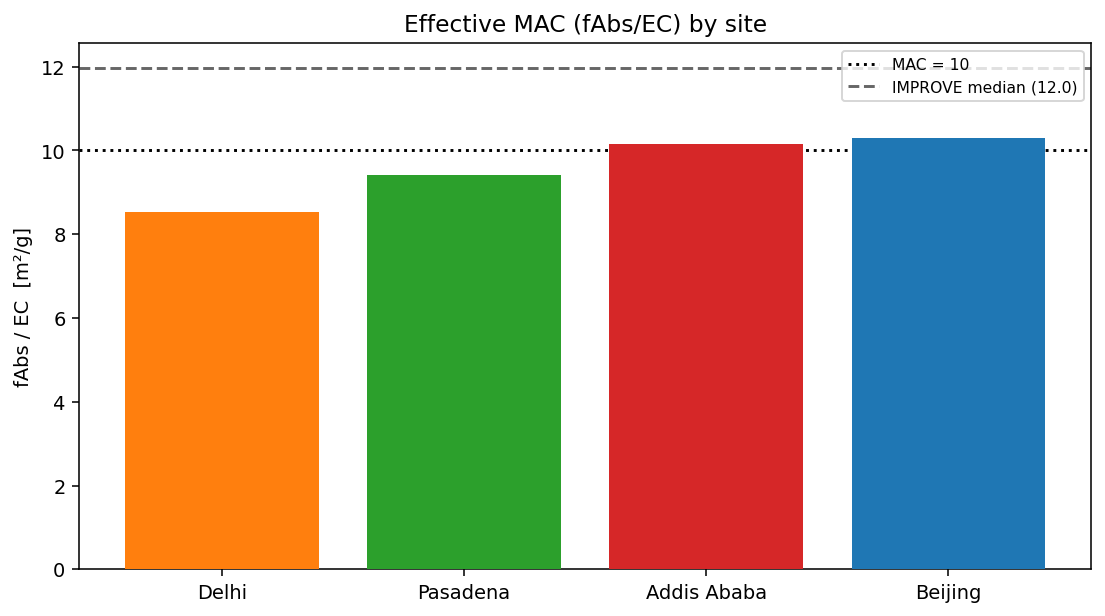 Effective MAC (fAbs/EC) by site
MAC = 10
IMPROVE median (12.0)
fAbs / EC  [m²/g]
12
10
8
6
4
2
0
Delhi
Pasadena
Addis Ababa
Beijing